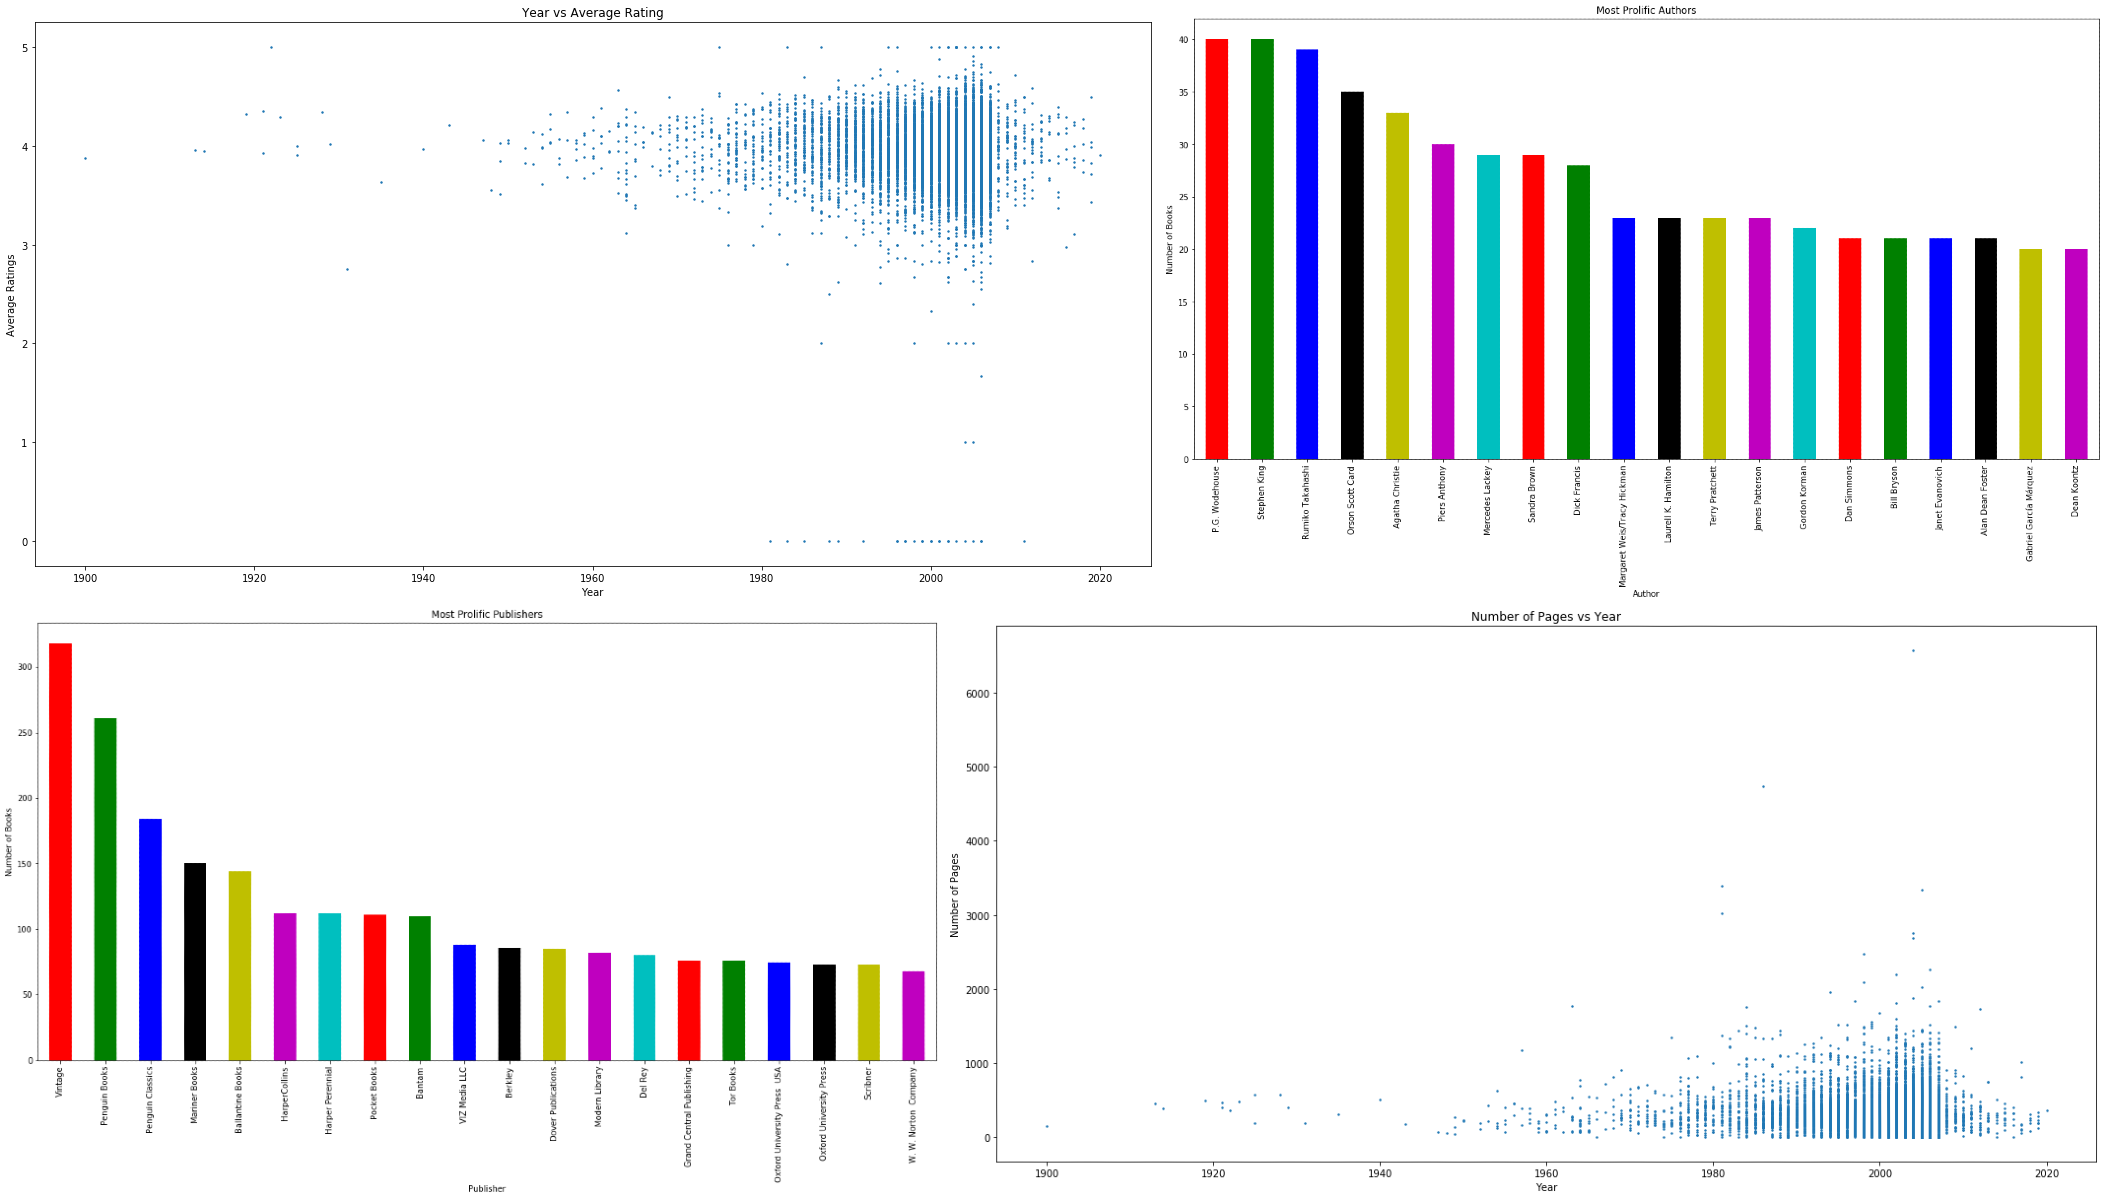 Year vs Average Rating
5
4
3
2
1
0
Average Ratings
1900 1920 1940 1960 1980 2000 2020
Year
Most Prolific Authors
40
35
30
25
20
15
10
5
0
Number of Books
P.G. Wodehouse
Stephen King
Rumiko Takahashi
Orson Scott Card
Agatha Christie
Piers Anthony
Mercedes Lackey
Sandra Brown
Dick Francis
Margaret Weis/Tracy Hickman
Laurell K. Hamilton
Terry Pratchett
James Patterson
Gordon Korman
Dan Simmons
Bill Bryson
Janet Evanovich
Alan Dean Foster
Gabriel García Márquez
Dean Koontz
Author
Most Prolific Publishers
300
250
200
150
100
50
0
Number of Books
Vintage
Penguin Books
Penguin Classics
Mariner Books
Ballantine Books
HarperCollins
Harper Perennial
Pocket Books
Bantam
VIZ Media LLC
Berkley
Dover Publications
Modern Library
Del Rey
Grand Central Publishing
Tor Books
Oxford University Press USA
Oxford University Press
Scribner
W. W. Norton Company
Publisher
Number of Pages vs Year
6000
5000
4000
3000
2000
1000
0
Number of Pages
1900 1920 1940 1960 1980 2000 2020
Year